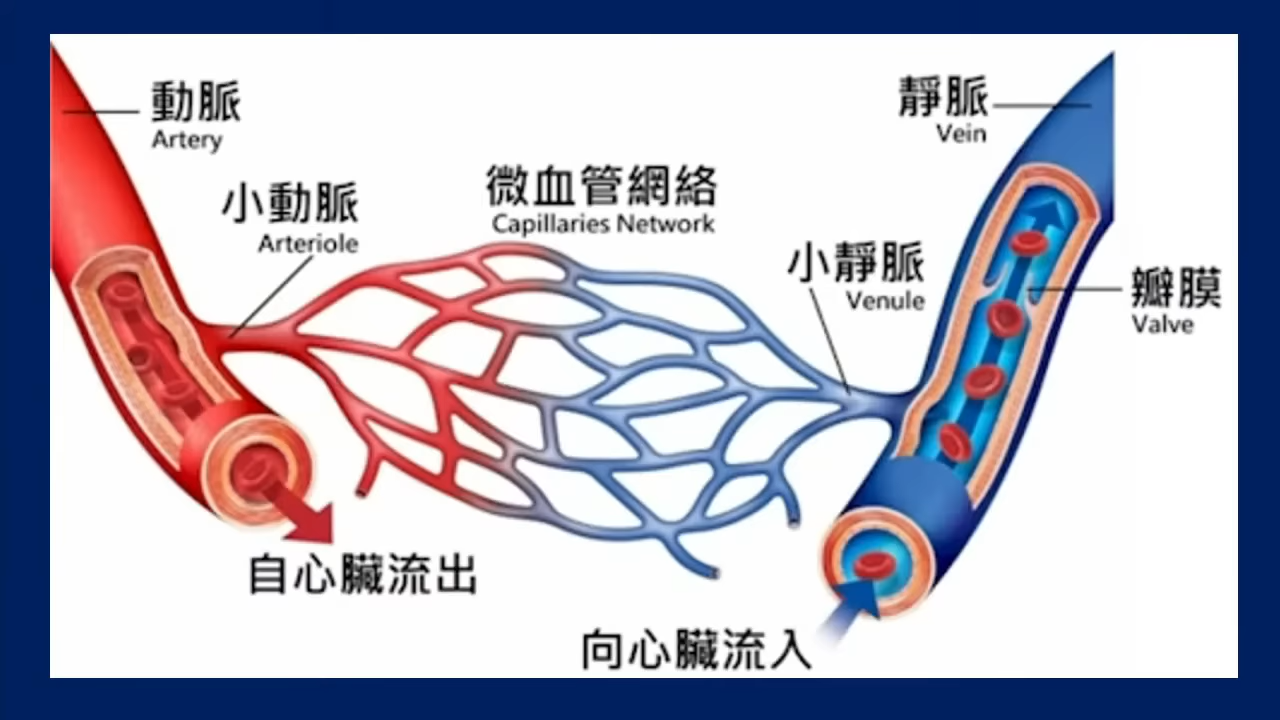 動脈
Artery
小動脈
Arteriole
微血管網絡
Capillaries Network
靜脈
Vein
小靜脈
Venule
瓣膜
Valve
自心臟流出
向心臟流入